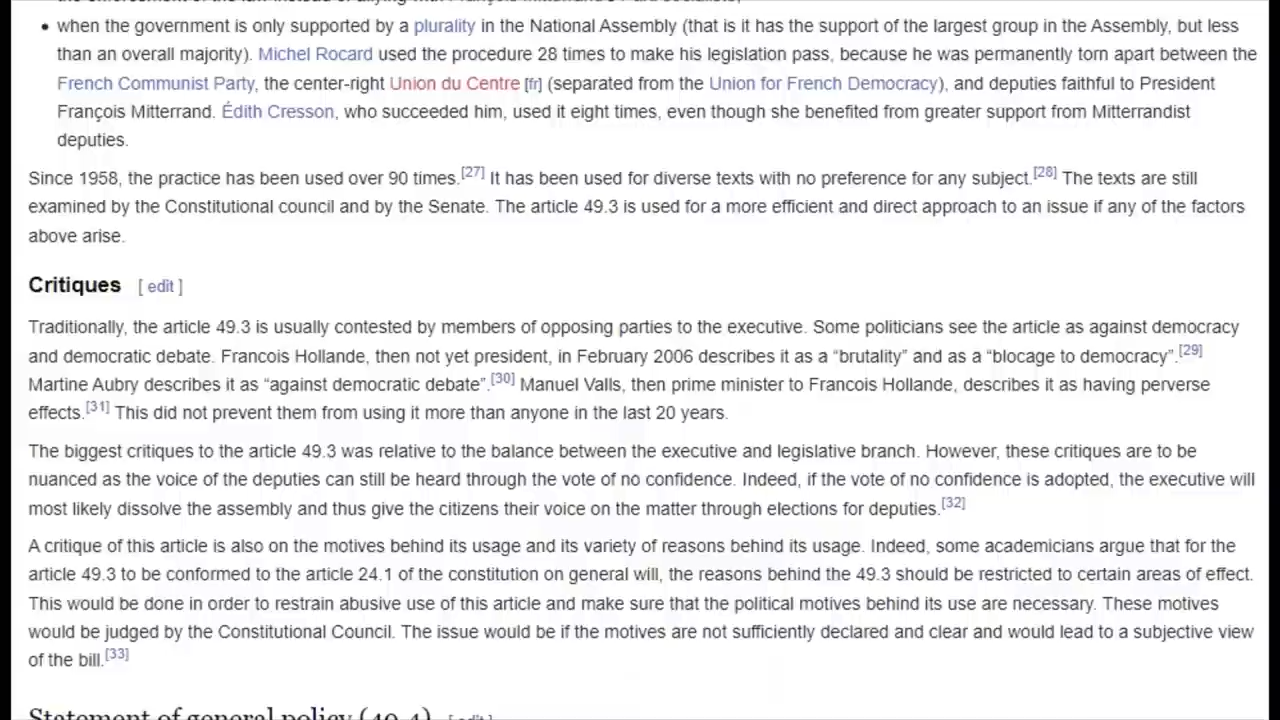 when the government is only supported by a plurality in the National Assembly (that is it has the support of the largest group in the Assembly, but less
than an overall majority). Michel Rocard used the procedure 28 times to make his legislation pass, because he was permanently torn apart between the
French Communist Party, the center-right Union du Centre [fr] (separated from the Union for French Democracy), and deputies faithful to President
François Mitterrand. Édith Cresson, who succeeded him, used it eight times, even though she benefited from greater support from Mitterrandist
deputies.
Since 1958, the practice has been used over 90 times.[27] It has been used for diverse texts with no preference for any subject.[28] The texts are still
examined by the Constitutional council and by the Senate. The article 49.3 is used for a more efficient and direct approach to an issue if any of the factors
above arise.
Critiques [ edit ]
Traditionally, the article 49.3 is usually contested by members of opposing parties to the executive. Some politicians see the article as against democracy
and democratic debate. Francois Hollande, then not yet president, in February 2006 describes it as a “brutality” and as a “blocage to democracy”.[29]
Martine Aubry describes it as “against democratic debate”.[30] Manuel Valls, then prime minister to Francois Hollande, describes it as having perverse
effects.[31] This did not prevent them from using it more than anyone in the last 20 years.
The biggest critiques to the article 49.3 was relative to the balance between the executive and legislative branch. However, these critiques are to be
nuanced as the voice of the deputies can still be heard through the vote of no confidence. Indeed, if the vote of no confidence is adopted, the executive will
most likely dissolve the assembly and thus give the citizens their voice on the matter through elections for deputies.[32]
A critique of this article is also on the motives behind its usage and its variety of reasons behind its usage. Indeed, some academicians argue that for the
article 49.3 to be conformed to the article 24.1 of the constitution on general will, the reasons behind the 49.3 should be restricted to certain areas of effect.
This would be done in order to restrain abusive use of this article and make sure that the political motives behind its use are necessary. These motives
would be judged by the Constitutional Council. The issue would be if the motives are not sufficiently declared and clear and would lead to a subjective view
of the bill.[33]
Statement of general policy (49.4) [ edit ]